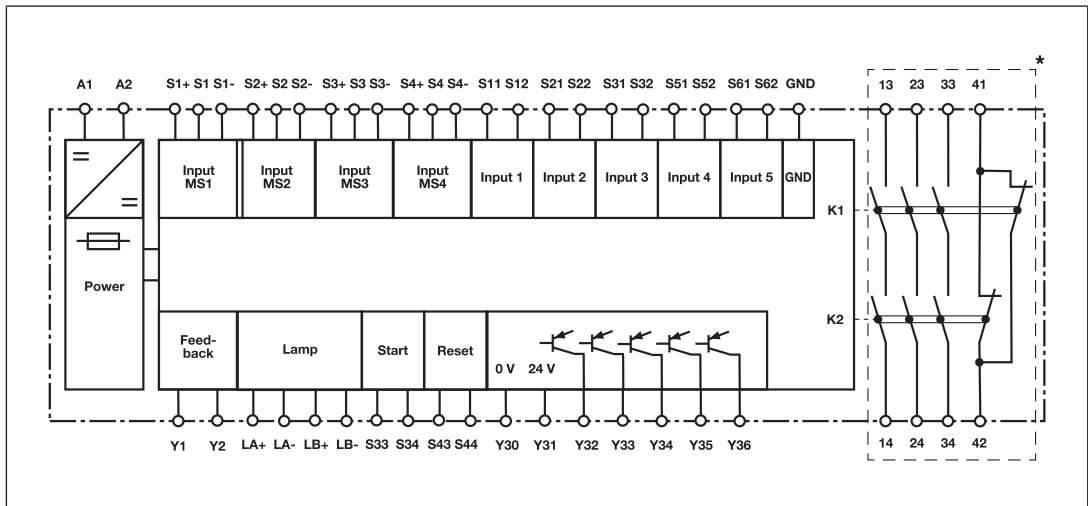 *
A1 A2 S1+ S1 S1- S2+ S2 S2- S3+ S3 S3- S4+ S4 S4- S11 S12 S21 S22 S31 S32 S51 S52 S61 S62 GND 13 23 33 41
Input MS1
Input MS2
Input MS3
Input MS4
Input 1
Input 2
Input 3
Input 4
Input 5
GND
K1
Power
K2
Feed-
back
Lamp
Start
Reset
0 V 24 V
Y1 Y2 LA+ LA- LB+ LB- S33 S34 S43 S44 Y30 Y31 Y32 Y33 Y34 Y35 Y36 14 24 34 42